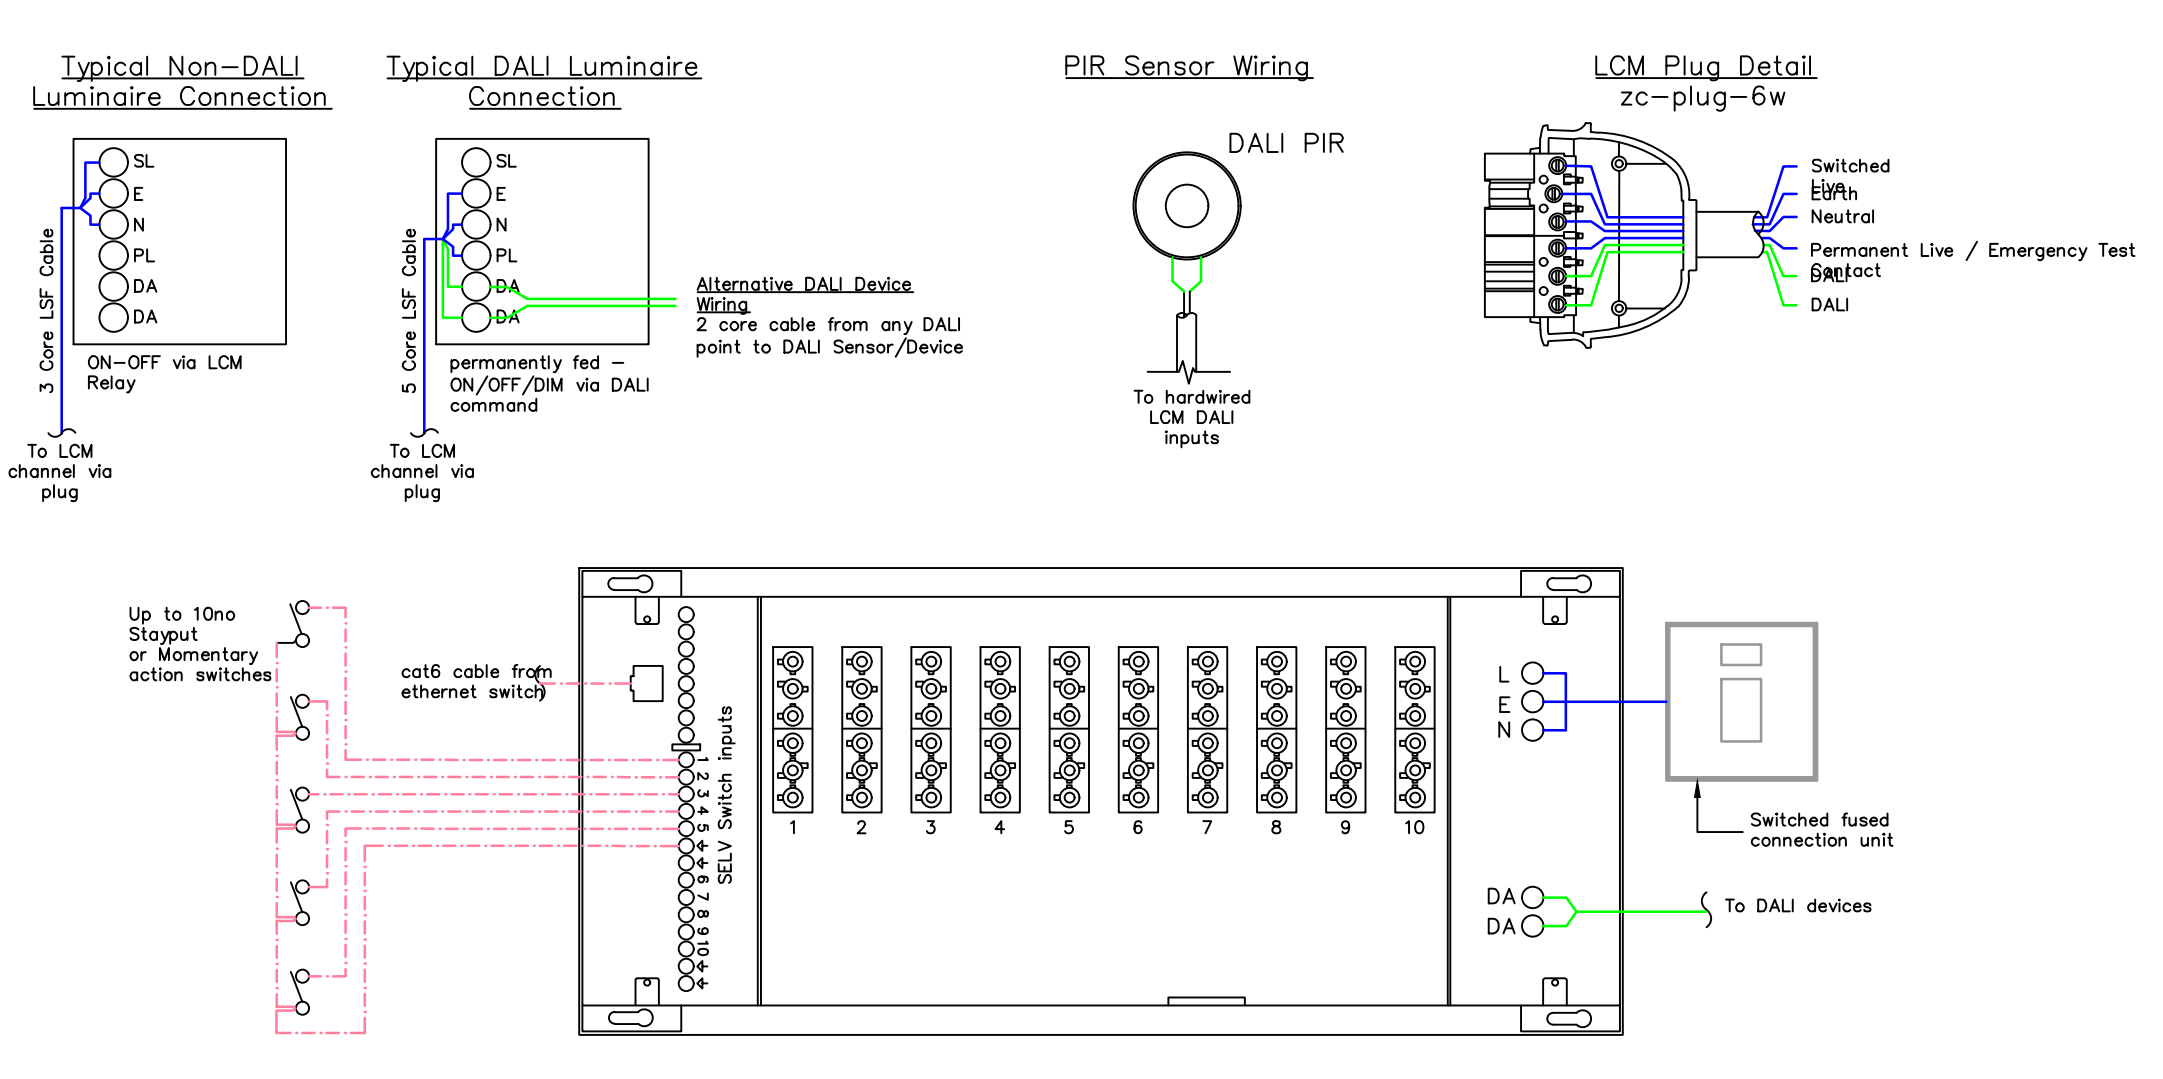 Typical Non-DALI
Luminaire Connection
SL
E
N
PL
DA
DA
3 Core LSF Cable
ON-OFF via LCM
Relay
To LCM
channel via
plug
Typical DALI Luminaire
Connection
SL
E
N
PL
DA
DA
5 Core LSF Cable
permanently fed -
ON/OFF/DIM via DALI
command
To LCM
channel via
plug
Alternative DALI Device
Wiring
2 core cable from any DALI
point to DALI Sensor/Device
PIR Sensor Wiring
DALI PIR
To hardwired
LCM DALI
inputs
LCM Plug Detail
zc-plug-6w
Switched
Live
Earth
Neutral
Permanent Live / Emergency Test
Contact
DALI
DALI
Up to 10no
Stayput
or Momentary
action switches
cat6 cable from
ethernet switch
SELV Switch inputs
1
2
3
4
5
6
7
8
9
10
1
2
3
4
5
6
7
8
9
10
L
E
N
DA
DA
Switched fused
connection unit
To DALI devices